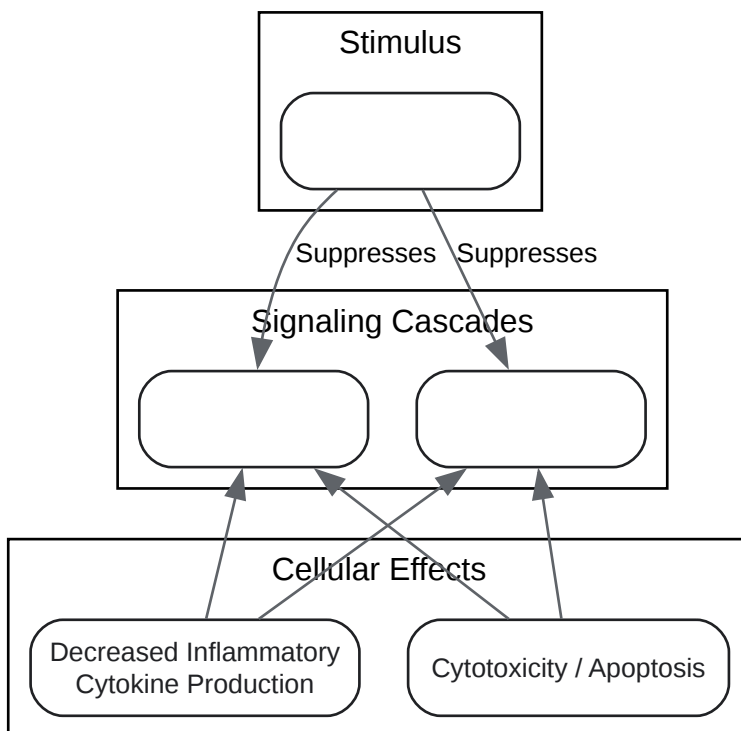 Stimulus
Suppresses
Suppresses
Signaling Cascades
Cellular Effects
Decreased Inflammatory
Cytokine Production
Cytotoxicity / Apoptosis